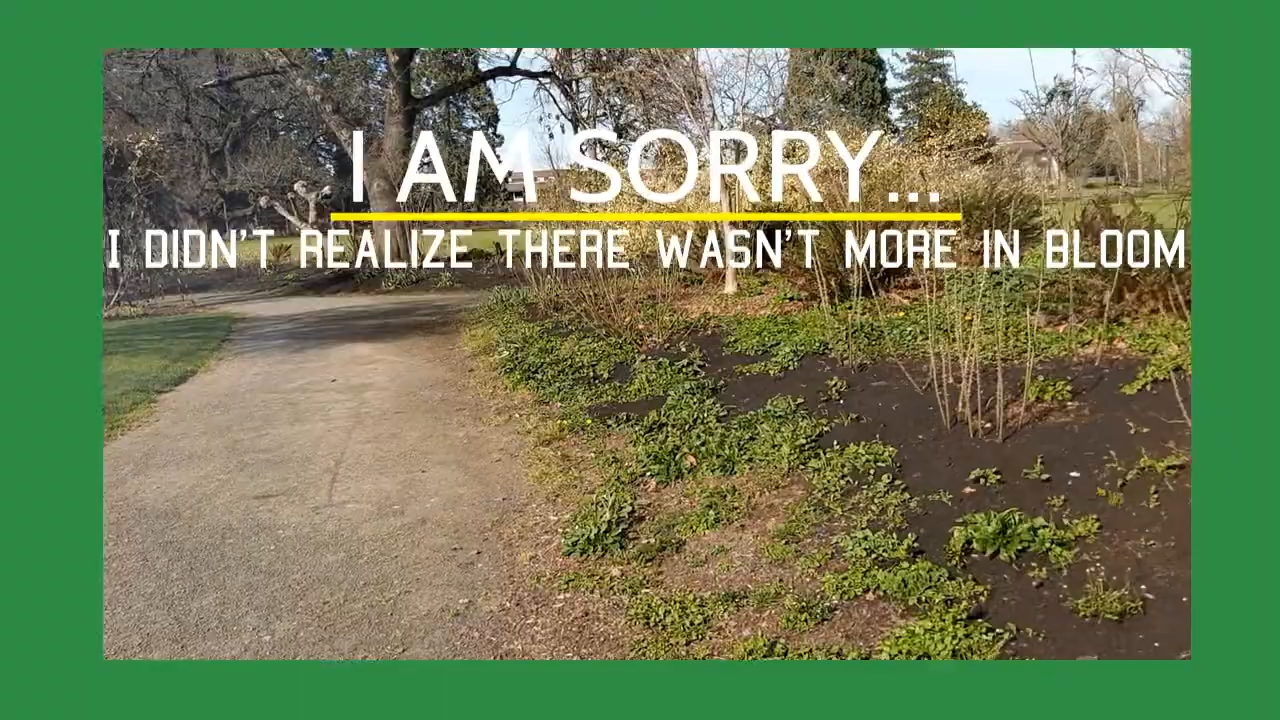 I AM SORRY...
I DIDN'T REALIZE THERE WASN'T MORE IN BLOOM